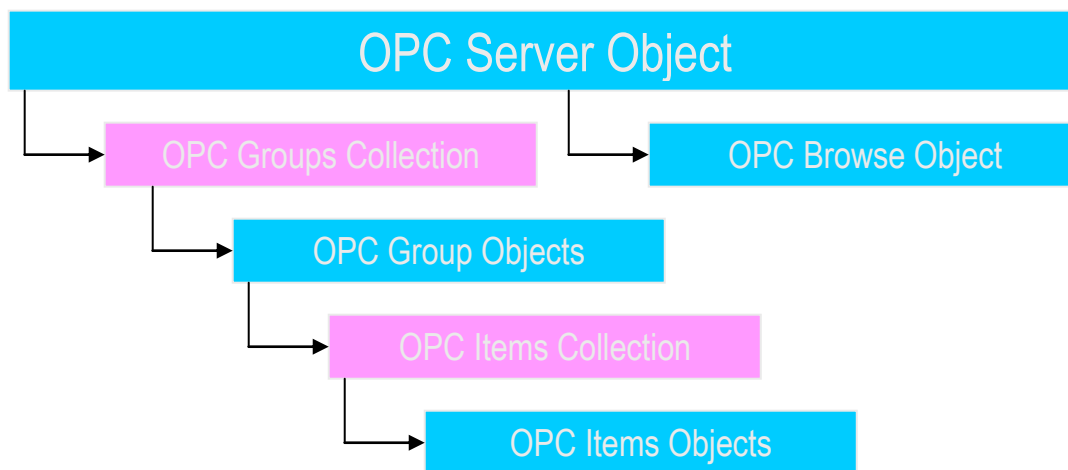 OPC Server Object
OPC Groups Collection
OPC Browse Object
OPC Group Objects
OPC Items Collection
OPC Items Objects